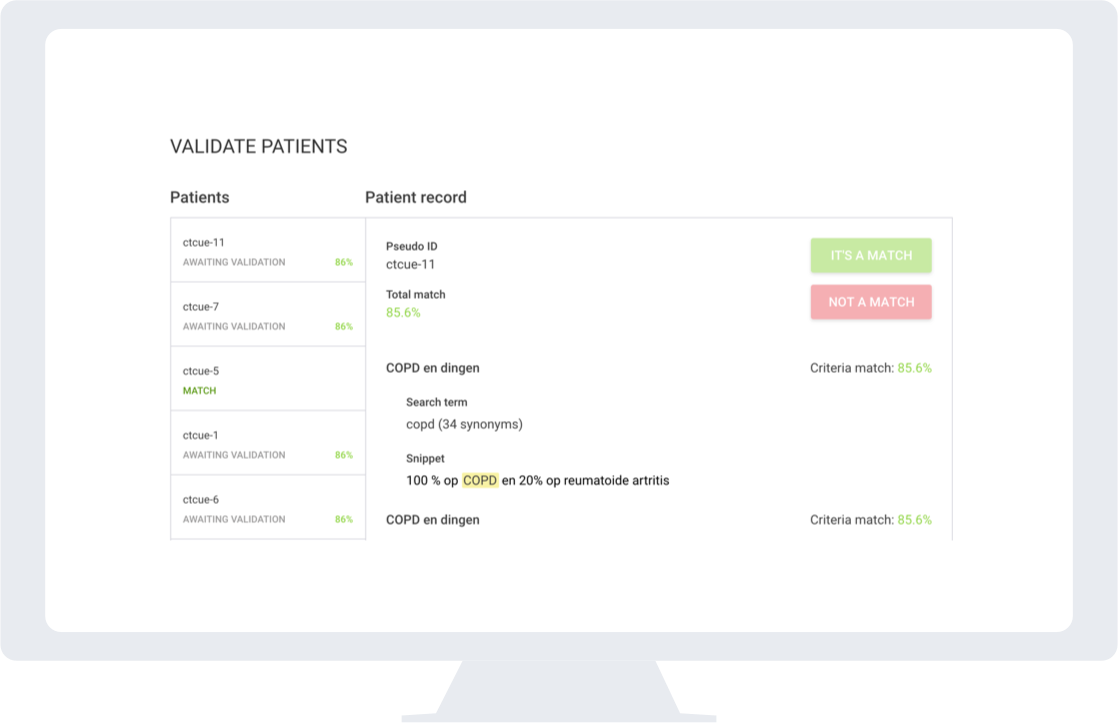 VALIDATE PATIENTS
Patients
Patient record
ctcue-11
AWAITING VALIDATION 86%
ctcue-7
AWAITING VALIDATION 86%
ctcue-5
MATCH
ctcue-1
AWAITING VALIDATION 86%
ctcue-6
AWAITING VALIDATION 86%
Pseudo ID
ctcue-11
Total match
85.6%
IT'S A MATCH
NOT A MATCH
COPD en dingen Criteria match: 85.6%
Search term
copd (34 synonyms)
Snippet
100 % op COPD en 20% op reumatoide artritis
COPD en dingen Criteria match: 85.6%